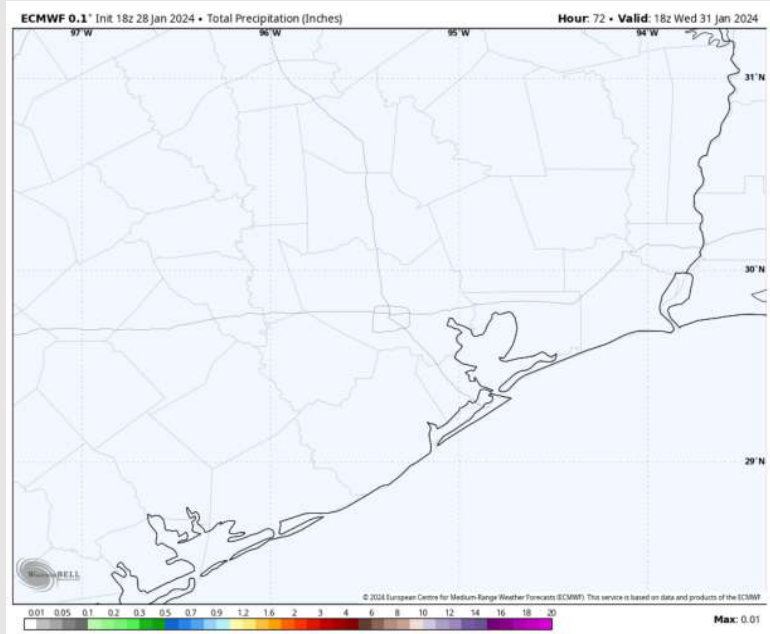 ECMWF 0.1° Init 18z 28 Jan 2024 • Total Precipitation (Inches) Hour: 72 • Valid: 18z Wed 31 Jan 2024
97°W 96°W 95°W 94°W
31°N
30°N
29°N
WeatherBELL
© 2024 European Centre for Medium-Range Weather Forecasts (ECMWF). This service is based on data and products of the ECMWF
0.01 0.05 0.1 0.2 0.3 0.5 0.7 0.9 1.2 1.6 2 3 4 6 8 10 12 14 16 18 20 Max: 0.01